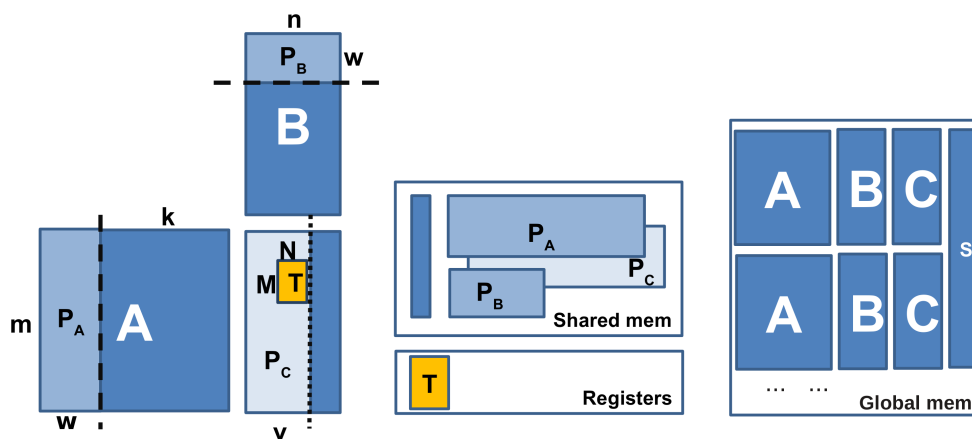 n
P_B
w
B
k
m
P_A
A
w
N
M
T
P_C
v
P_A
P_C
P_B
Shared mem
T
Registers
A
B
C
S
A
B
C
... ...
Global mem